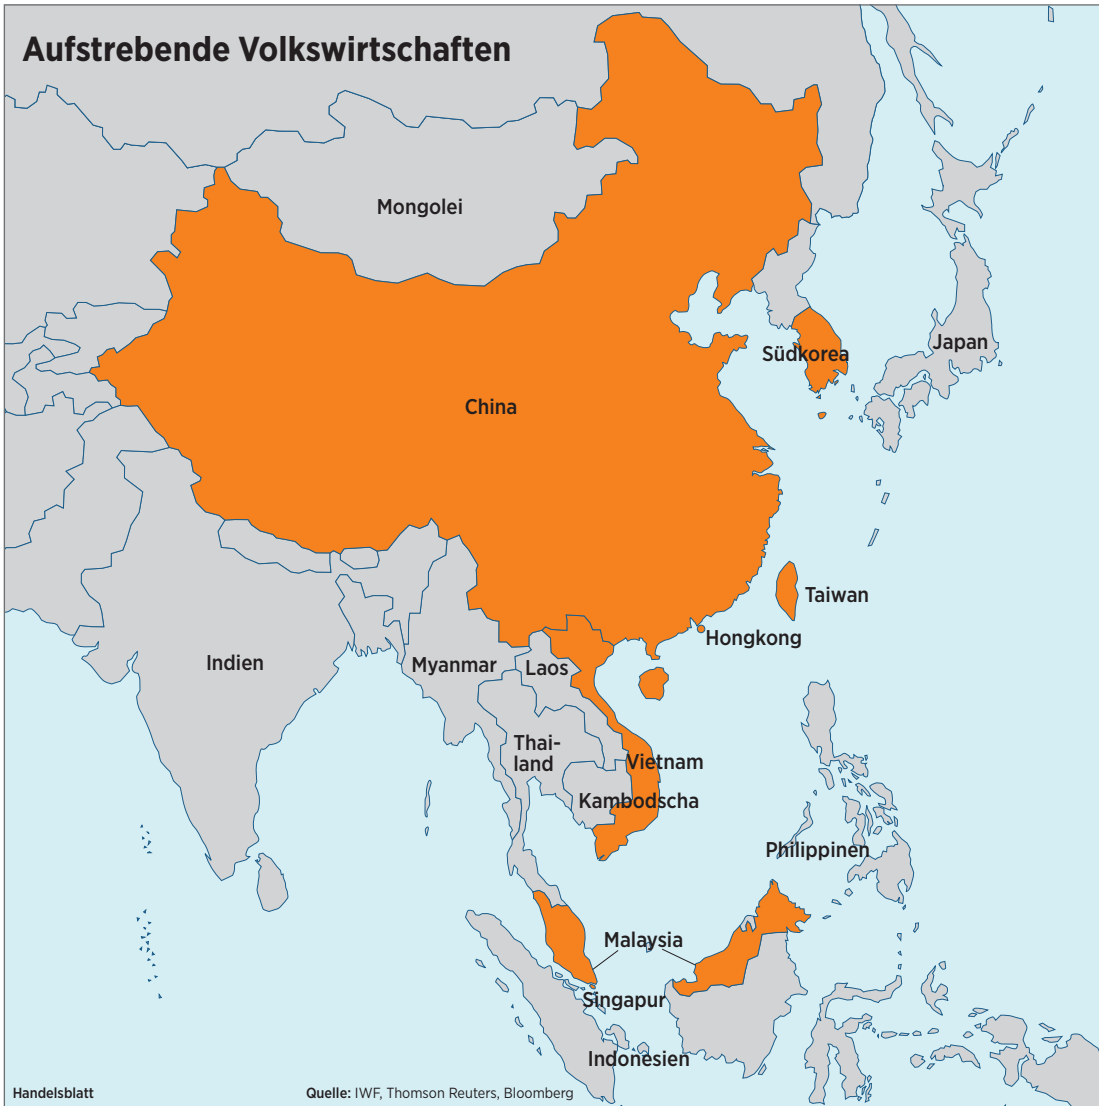 Aufstrebende Volkswirtschaften
Mongolei
Japan
Südkorea
China
Taiwan
Hongkong
Indien
Myanmar
Laos
Thai-
land
Vietnam
Kambodscha
Philippinen
Malaysia
Singapur
Indonesien
Handelsblatt
Quelle: IWF, Thomson Reuters, Bloomberg